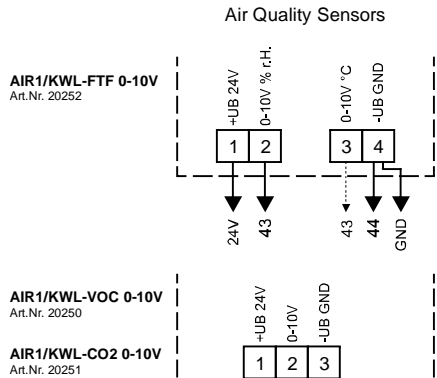 Air Quality Sensors
AIR1/KWL-FTF 0-10V
Art.Nr. 20252
+UB 24V
0-10V % r.H.
0-10V °C
-UB GND
1 2 3 4
24V
43
43
44
GND
AIR1/KWL-VOC 0-10V
Art.Nr. 20250
AIR1/KWL-CO2 0-10V
Art.Nr. 20251
+UB 24V
0-10V
-UB GND
1 2 3